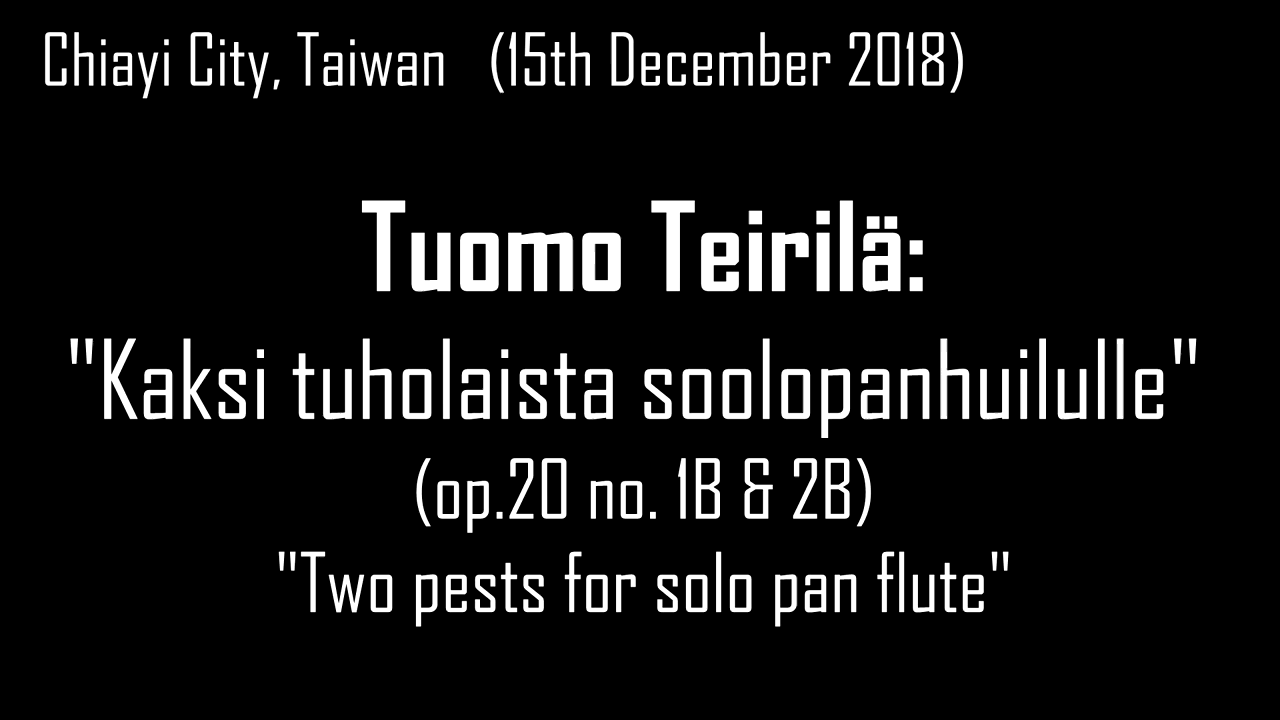 Chiayi City, Taiwan (15th December 2018)
Tuomo Teirilä:
"Kaksi tuholaista soolopanhuilulle"
(op.20 no. 1B & 2B)
"Two pests for solo pan flute"